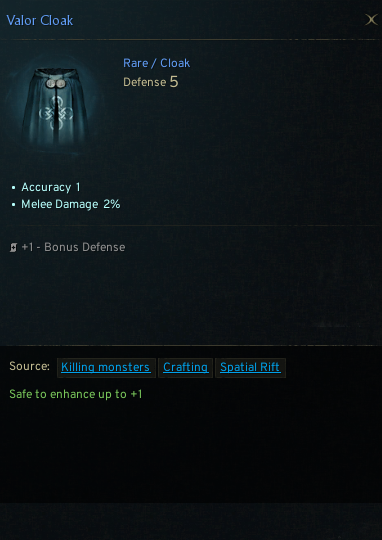 Valor Cloak
Rare / Cloak
Defense 5
• Accuracy 1
• Melee Damage 2%
+1 - Bonus Defense
Source: Killing monsters Crafting Spatial Rift
Safe to enhance up to +1